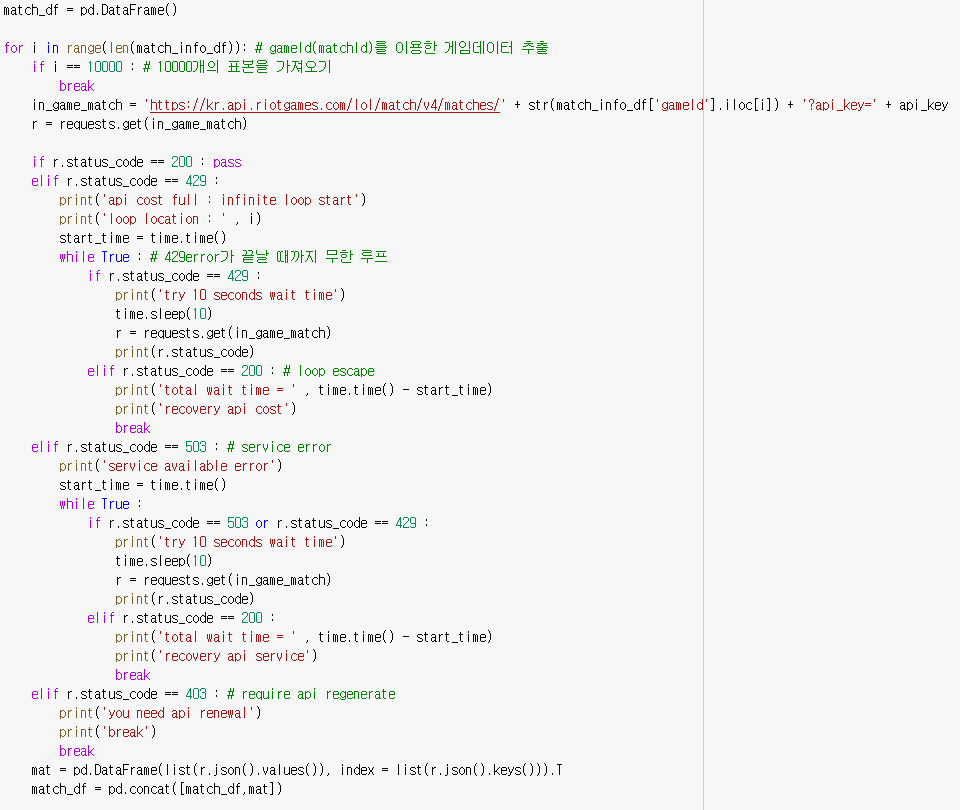 match_df = pd.DataFrame()

for i in range(len(match_info_df)): # gameId(matchId)를 이용한 게임데이터 추출
    if i == 10000 : # 10000개의 표본을 가져오기
        break
    in_game_match = 'https://kr.api.riotgames.com/lol/match/v4/matches/' + str(match_info_df['gameId'].iloc[i]) + '?api_key=' + api_key
    r = requests.get(in_game_match)

    if r.status_code == 200 : pass
    elif r.status_code == 429 :
        print('api cost full : infinite loop start')
        print('loop location : ' , i)
        start_time = time.time()
        while True : # 429error가 끝날 때까지 무한 루프
            if r.status_code == 429 :
                print('try 10 seconds wait time')
                time.sleep(10)
                r = requests.get(in_game_match)
                print(r.status_code)
            elif r.status_code == 200 : # loop escape
                print('total wait time = ' , time.time() - start_time)
                print('recovery api cost')
                break
    elif r.status_code == 503 : # service error
        print('service available error')
        start_time = time.time()
        while True :
            if r.status_code == 503 or r.status_code == 429 :
                print('try 10 seconds wait time')
                time.sleep(10)
                r = requests.get(in_game_match)
                print(r.status_code)
            elif r.status_code == 200 :
                print('total wait time = ' , time.time() - start_time)
                print('recovery api service')
                break
    elif r.status_code == 403 : # require api regenerate
        print('you need api renewal')
        print('break')
        break
    mat = pd.DataFrame(list(r.json().values()), index = list(r.json().keys())).T
    match_df = pd.concat([match_df,mat])